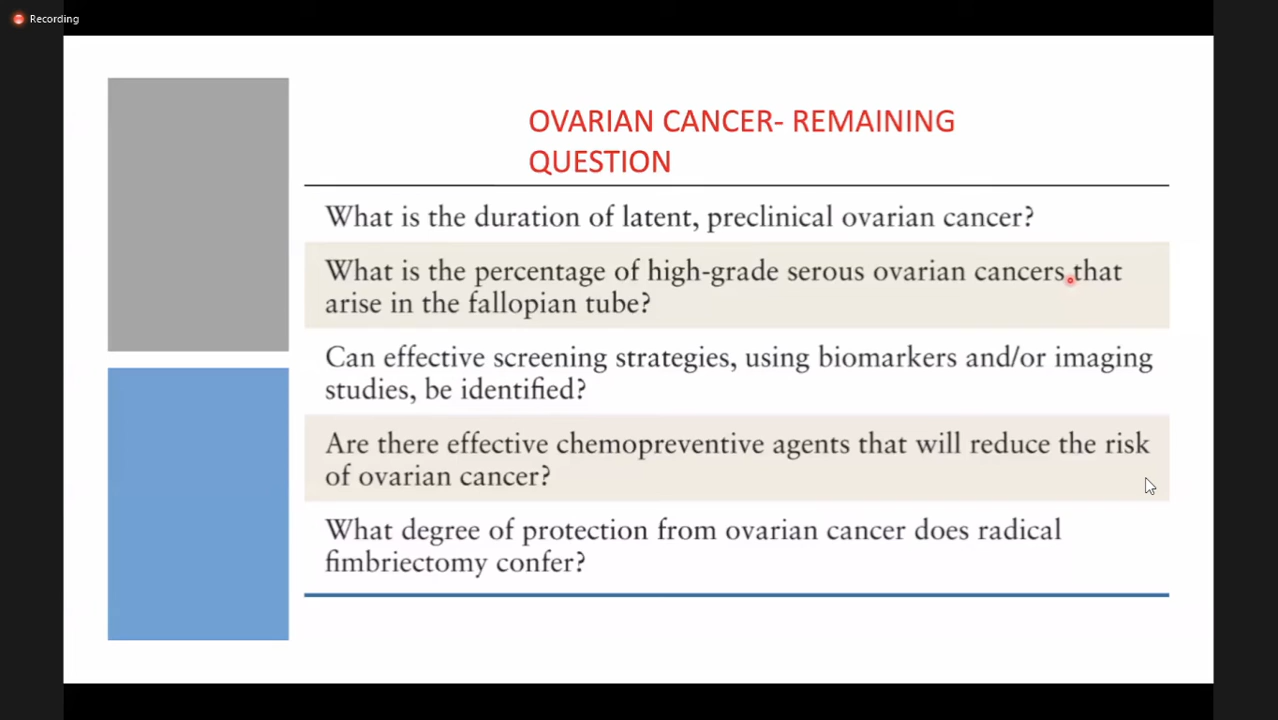 Recording
OVARIAN CANCER- REMAINING
QUESTION
What is the duration of latent, preclinical ovarian cancer?
What is the percentage of high-grade serous ovarian cancers that
arise in the fallopian tube?
Can effective screening strategies, using biomarkers and/or imaging
studies, be identified?
Are there effective chemopreventive agents that will reduce the risk
of ovarian cancer?
What degree of protection from ovarian cancer does radical
fimbriectomy confer?